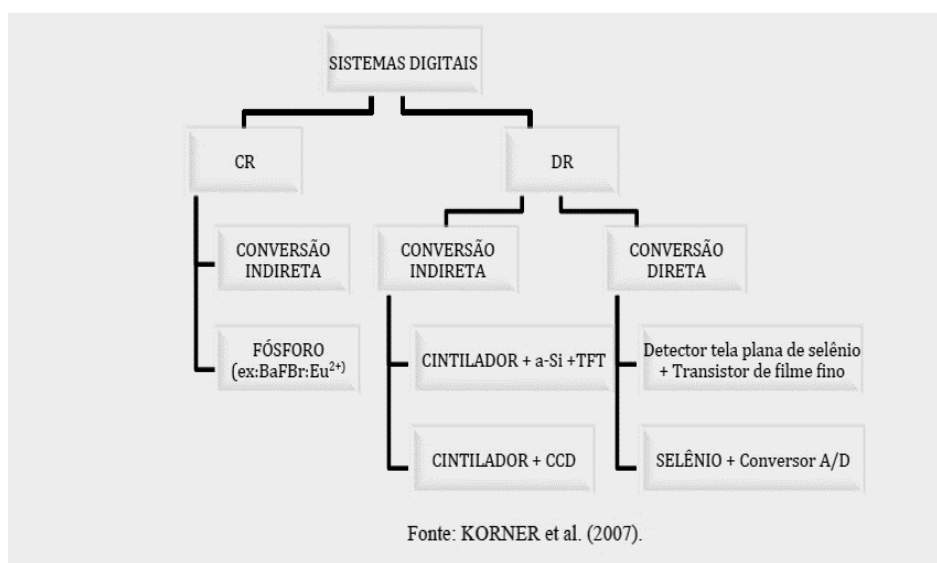 SISTEMAS DIGITAIS
CR
DR
CONVERSÃO
INDIRETA
CONVERSÃO
INDIRETA
CONVERSÃO
DIRETA
FÓSFORO
(ex:BaFBr:Eu²⁺)
CINTILADOR + a-Si +TFT
Detector tela plana de selênio
+ Transistor de filme fino
CINTILADOR + CCD
SELÊNIO + Conversor A/D
Fonte: KORNER et al. (2007).